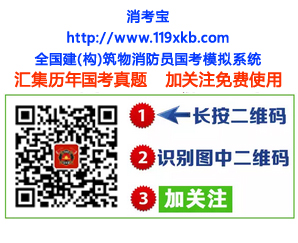 消考宝
http://www.119xkb.com
全国建(构)筑物消防员国考模拟系统
汇集历年国考真题 加关注免费使用
1 长按二维码
2 识别图中二维码
3 加关注